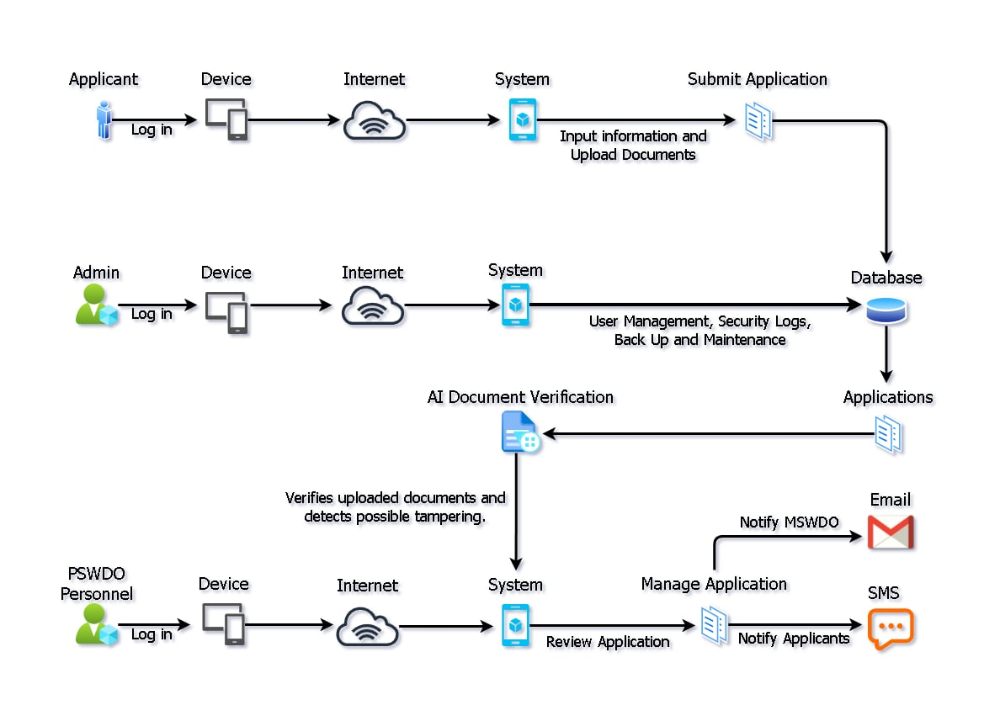 Applicant
Device
Internet
System
Submit Application
Log in
Input information and
Upload Documents
Admin
Device
Internet
System
Database
Log in
User Management, Security Logs,
Back Up and Maintenance
AI Document Verification
Applications
Verifies uploaded documents and
detects possible tampering.
Email
Notify MSWDO
PSWDO
Personnel
Device
Internet
System
Manage Application
SMS
Log in
Review Application
Notify Applicants